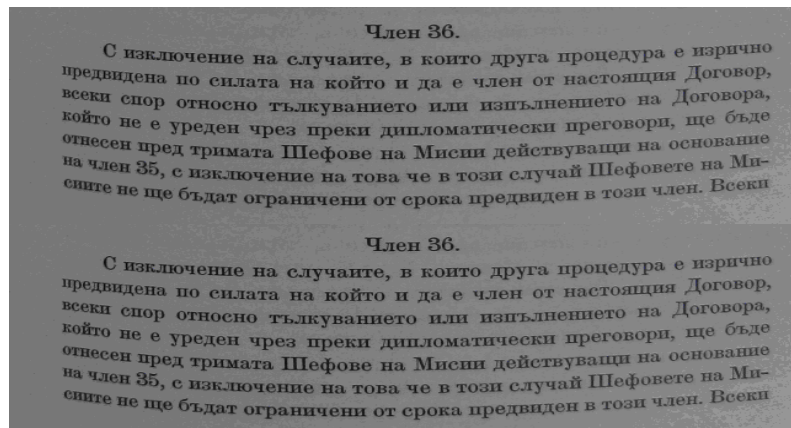 Член 36.
С изключение на случаите, в които друга процедура е изрично
предвидена по силата на който и да е член от настоящия Договор,
всеки спор относно тълкуванието или изпълнението на Договора,
който не е уреден чрез преки дипломатически преговори, ще бъде
отнесен пред тримата Шефове на Мисии действуващи на основание
на член 35, с изключение на това че в този случай Шефовете на Ми-
сиите не ще бъдат ограничени от срока предвиден в този член. Всеки
Член 36.
С изключение на случаите, в които друга процедура е изрично
предвидена по силата на който и да е член от настоящия Договор,
всеки спор относно тълкуванието или изпълнението на Договора,
който не е уреден чрез преки дипломатически преговори, ще бъде
отнесен пред тримата Шефове на Мисии действуващи на основание
на член 35, с изключение на това че в този случай Шефовете на Ми-
сиите не ще бъдат ограничени от срока предвиден в този член. Всеки